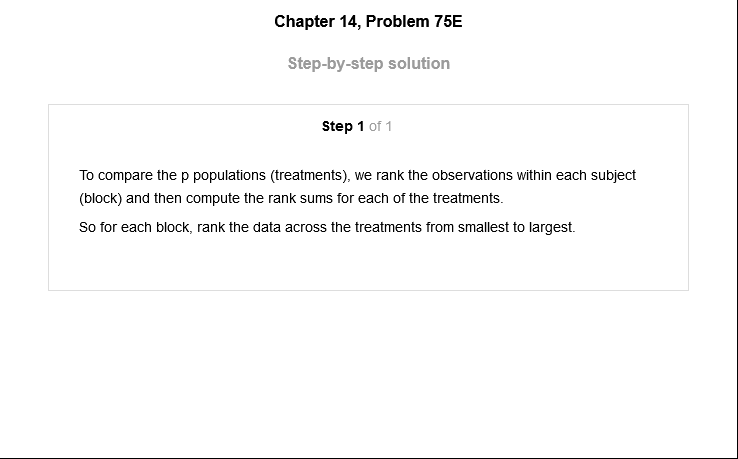 Chapter 14, Problem 75E
Step-by-step solution
Step 1 of 1
To compare the p populations (treatments), we rank the observations within each subject
(block) and then compute the rank sums for each of the treatments.
So for each block, rank the data across the treatments from smallest to largest.